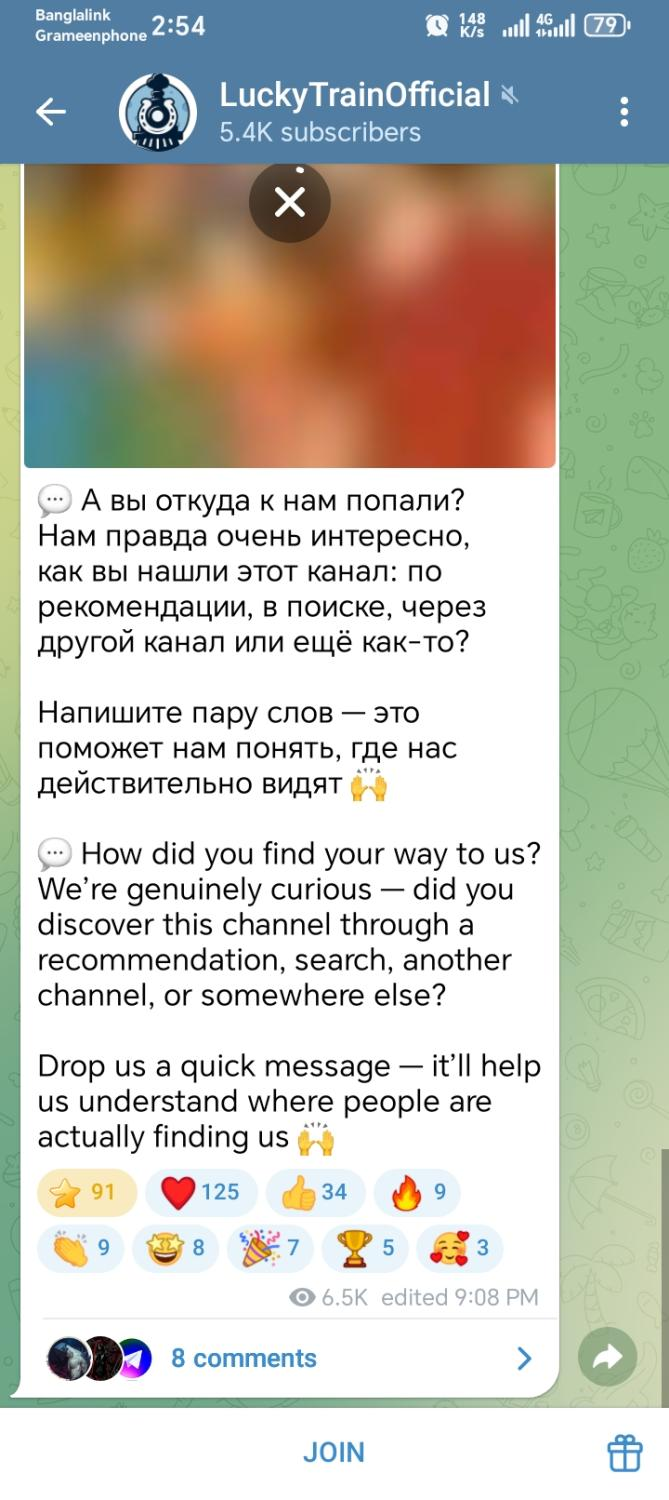 Banglalink
Grameenphone 2:54
148 K/s 4G 79
LuckyTrainOfficial
5.4K subscribers
💬 А вы откуда к нам попали?
Нам правда очень интересно,
как вы нашли этот канал: по
рекомендации, в поиске, через
другой канал или ещё как-то?
Напишите пару слов — это
поможет нам понять, где нас
действительно видят 🙌
💬 How did you find your way to us?
We’re genuinely curious — did you
discover this channel through a
recommendation, search, another
channel, or somewhere else?
Drop us a quick message — it’ll help
us understand where people are
actually finding us 🙌
⭐ 91 ❤️ 125 👍 34 🔥 9
👏 9 🤩 8 🎉 7 🏆 5 🥰 3
6.5K edited 9:08 PM
8 comments
JOIN